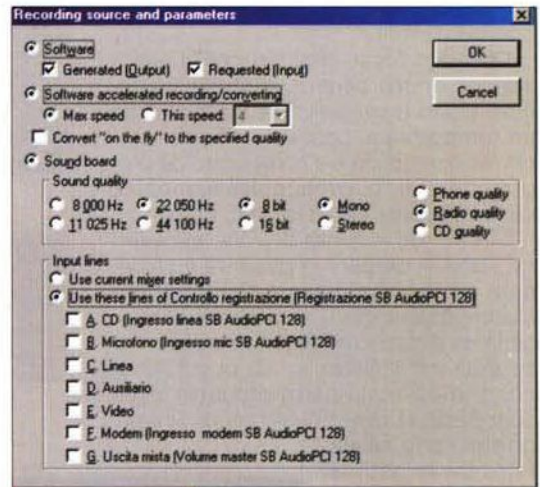 Recording source and parameters
Software
Generated (Output) Requested (Input)
Software accelerated recording/converting
Max speed This speed: 4
Convert "on the fly" to the specified quality
Sound board
Sound quality
8 000 Hz 22 050 Hz 8 bit Mono Phone quality
11 025 Hz 44 100 Hz 16 bit Stereo Radio quality
CD quality
Input lines
Use current mixer settings
Use these lines of Controllo registrazione (Registrazione SB AudioPCI 128)
A. CD (Ingresso linea SB AudioPCI 128)
B. Microfono (Ingresso mic SB AudioPCI 128)
C. Linea
D. Ausiliario
E. Video
F. Modem (Ingresso modem SB AudioPCI 128)
G. Uscita mista (Volume master SB AudioPCI 128)
OK
Cancel